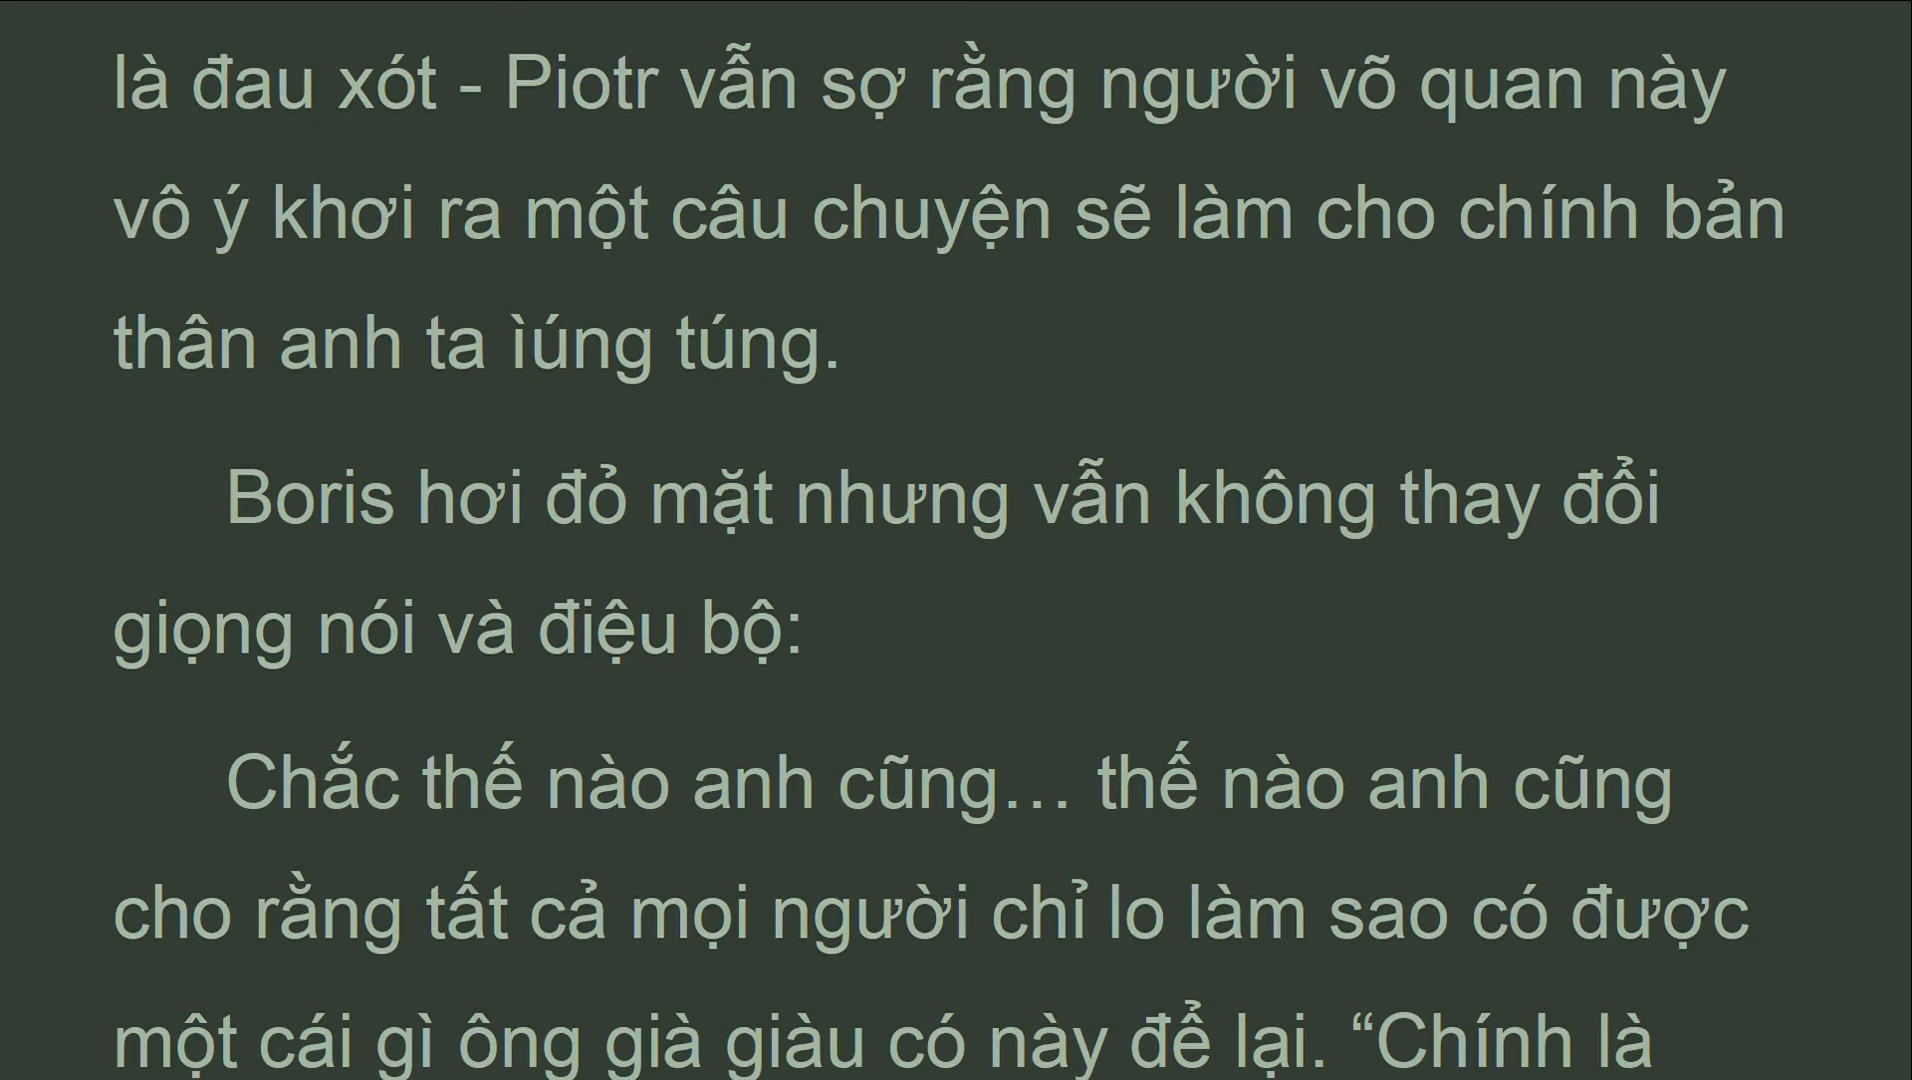 là đau xót - Piotr vẫn sợ rằng người võ quan này
vô ý khơi ra một câu chuyện sẽ làm cho chính bản
thân anh ta ìúng túng.
Boris hơi đỏ mặt nhưng vẫn không thay đổi
giọng nói và điệu bộ:
Chắc thế nào anh cũng… thế nào anh cũng
cho rằng tất cả mọi người chỉ lo làm sao có được
một cái gì ông già giàu có này để lại. “Chính là